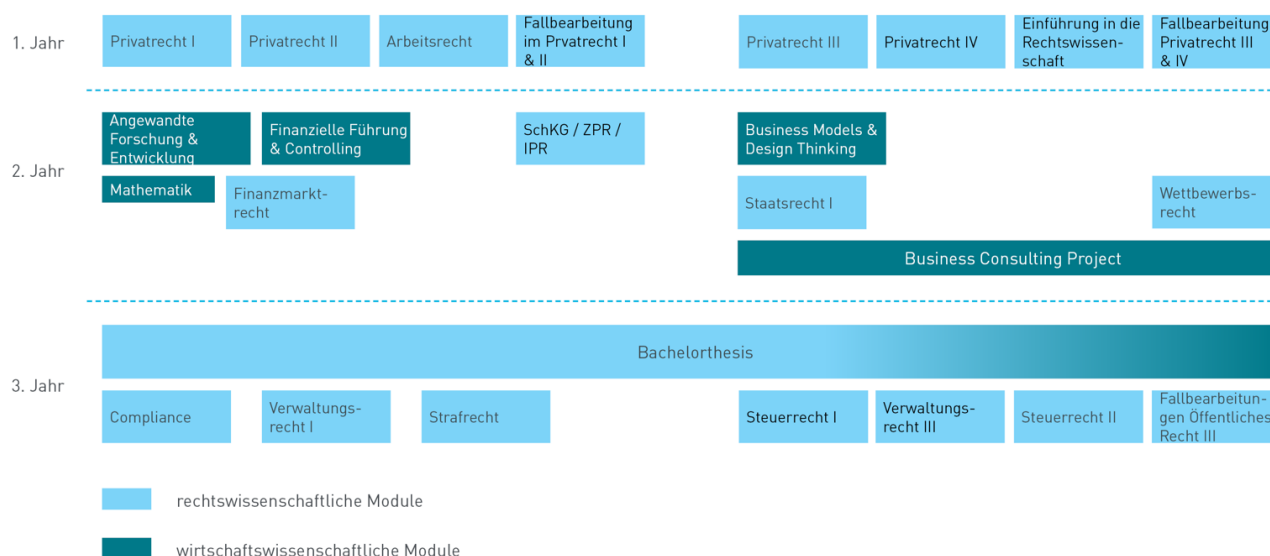 1. Jahr
Privatrecht I
Privatrecht II
Arbeitsrecht
Fallbearbeitung
im Prvatrecht I
& II
Privatrecht III
Privatrecht IV
Einführung in die
Rechtswissen-
schaft
Fallbearbeitung
Privatrecht III
& IV
2. Jahr
Angewandte
Forschung &
Entwicklung
Finanzielle Führung
& Controlling
SchKG / ZPR /
IPR
Business Models &
Design Thinking
Mathematik
Finanzmarkt-
recht
Staatsrecht I
Wettbewerbs-
recht
Business Consulting Project
3. Jahr
Bachelorthesis
Compliance
Verwaltungs-
recht I
Strafrecht
Steuerrecht I
Verwaltungs-
recht III
Steuerrecht II
Fallbearbeitun-
gen Öffentliches
Recht III
rechtswissenschaftliche Module
wirtschaftswissenschaftliche Module